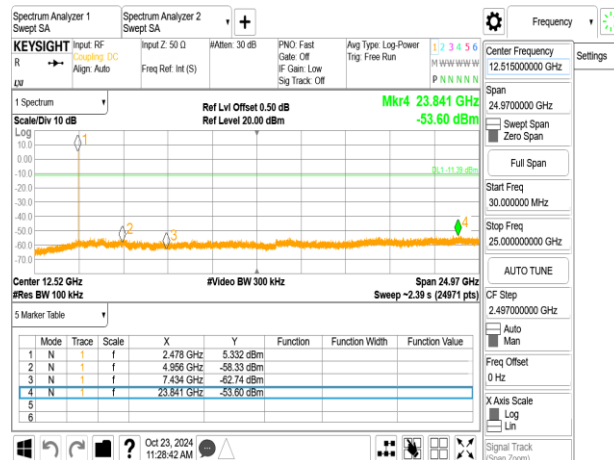 Spectrum Analyzer 1
Swept SA
Spectrum Analyzer 2
Swept SA
Frequency
Settings
KEYSIGHT
R
LXI
Input: RF
Coupling: DC
Align: Auto
Input Z: 50 Ω
Freq Ref: Int (S)
#Atten: 30 dB
PNO: Fast
Gate: Off
IF Gain: Low
Sig Track: Off
Avg Type: Log-Power
Trig: Free Run
1 2 3 4 5 6
M W W W W W
P N N N N N
1 Spectrum
Scale/Div 10 dB
Ref Lvl Offset 0.50 dB
Ref Level 20.00 dBm
Mkr4 23.841 GHz
-53.60 dBm
Log
10.0
0.00
-10.0
-20.0
-30.0
-40.0
-50.0
-60.0
-70.0
1
2
3
4
Center 12.52 GHz
#Res BW 100 kHz
#Video BW 300 kHz
Span 24.97 GHz
Sweep ~2.39 s (24971 pts)
5 Marker Table
Mode Trace Scale X Y Function Function Width Function Value
1 N 1 f 2.478 GHz 5.332 dBm
2 N 1 f 4.956 GHz -58.33 dBm
3 N 1 f 7.434 GHz -62.74 dBm
4 N 1 f 23.841 GHz -53.60 dBm
5
6
Oct 23, 2024
11:28:42 AM
Center Frequency
12.515000000 GHz
Span
24.9700000 GHz
Swept Span
Zero Span
Full Span
Start Freq
30.000000 MHz
Stop Freq
25.000000000 GHz
AUTO TUNE
CF Step
2.497000000 GHz
Auto
Man
Freq Offset
0 Hz
X Axis Scale
Log
Lin
Signal Track
(Span Zoom)